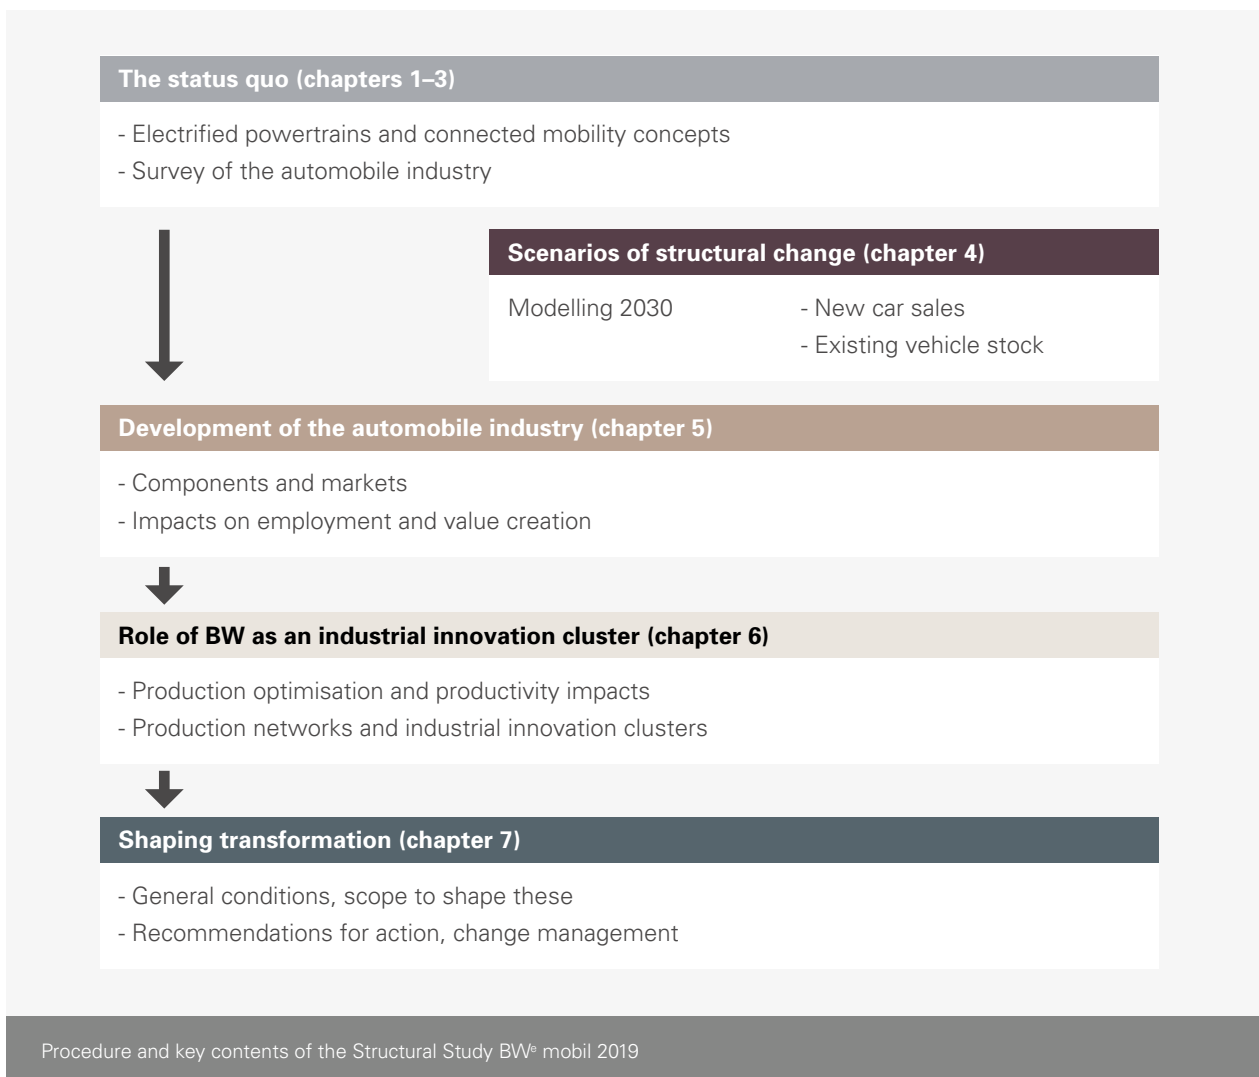 The status quo (chapters 1–3)
- Electrified powertrains and connected mobility concepts
- Survey of the automobile industry
Scenarios of structural change (chapter 4)
Modelling 2030
- New car sales
- Existing vehicle stock
Development of the automobile industry (chapter 5)
- Components and markets
- Impacts on employment and value creation
Role of BW as an industrial innovation cluster (chapter 6)
- Production optimisation and productivity impacts
- Production networks and industrial innovation clusters
Shaping transformation (chapter 7)
- General conditions, scope to shape these
- Recommendations for action, change management
Procedure and key contents of the Structural Study BWᵉ mobil 2019